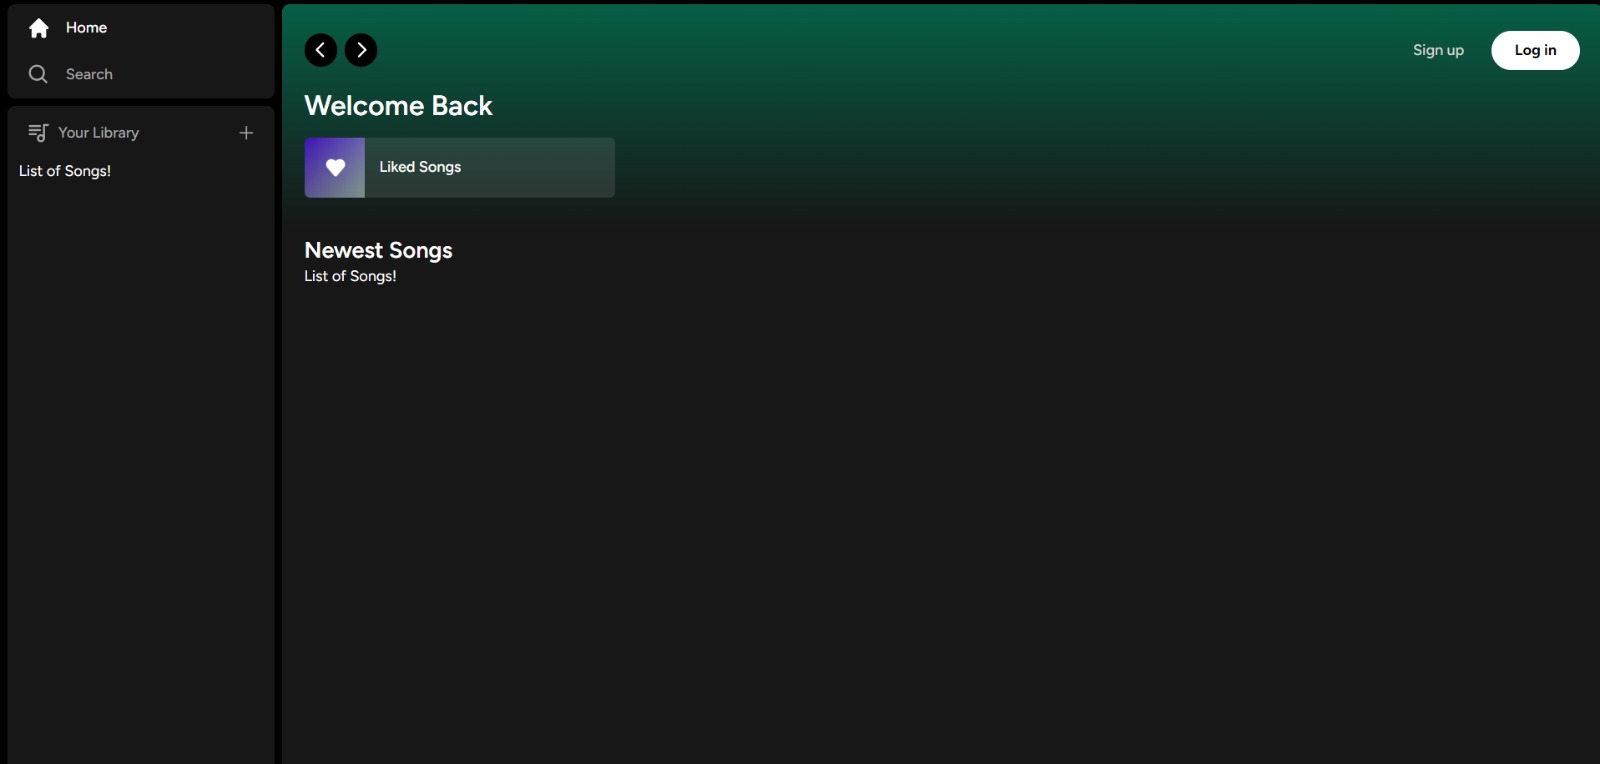 Home
Search
Your Library
List of Songs!
Sign up
Log in
Welcome Back
Liked Songs
Newest Songs
List of Songs!